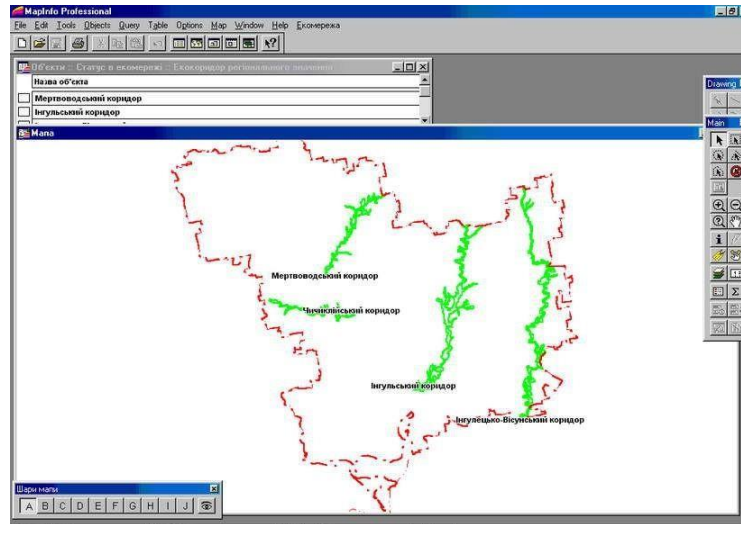 MapInfo Professional
File Edit Tools Objects Query Table Options Map Window Help Екомережа
Об'єкти :: Статус в екомережі :: Екокоридор регіонального значення
Назва об'єкта
Мертвоводський коридор
Інгульський коридор
Мапа
Drawing
Main
Мертвоводський коридор
Чичиклійський коридор
Інгульський коридор
Інгулецько-Вісунський коридор
Шари мапи
A B C D E F G H I J